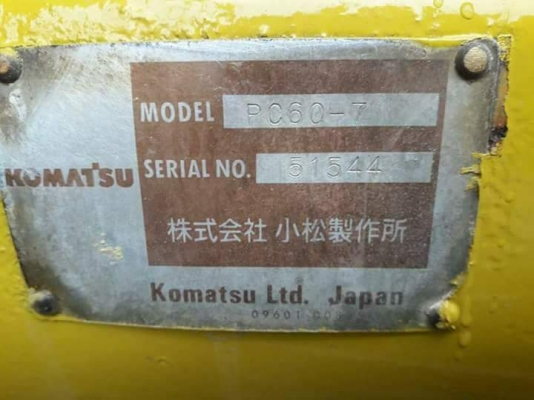 MODEL PC60-7
KOMATSU SERIAL NO. 51544
株式会社 小松製作所
Komatsu Ltd. Japan